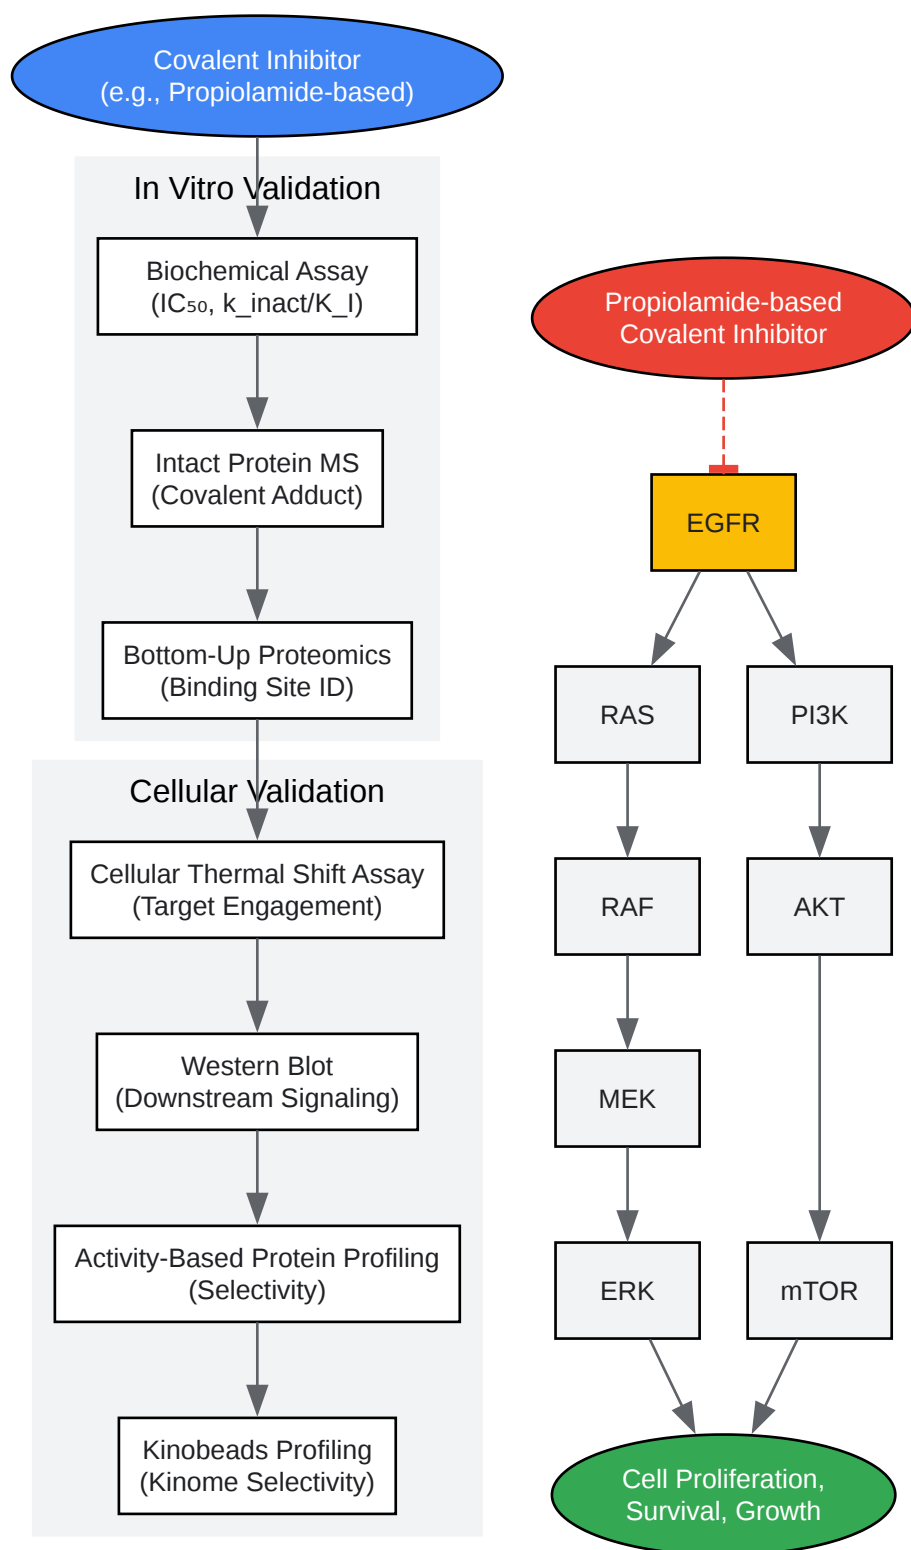 Covalent Inhibitor
(e.g., Propiolamide-based)
In Vitro Validation
Biochemical Assay
(IC₅₀, k_inact/K_I)
Intact Protein MS
(Covalent Adduct)
Bottom-Up Proteomics
(Binding Site ID)
Cellular Validation
Cellular Thermal Shift Assay
(Target Engagement)
Western Blot
(Downstream Signaling)
Activity-Based Protein Profiling
(Selectivity)
Kinobeads Profiling
(Kinome Selectivity)
Propiolamide-based
Covalent Inhibitor
EGFR
RAS
PI3K
RAF
AKT
MEK
ERK
mTOR
Cell Proliferation,
Survival, Growth